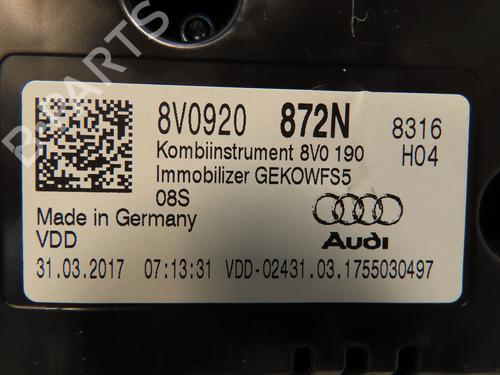 B-PARTS
8V0920 872N 8316
Kombiinstrument 8V0 190 H04
Immobilizer GEKOWFS5
08S
Made in Germany
VDD
Audi
31.03.2017 07:13:31 VDD-02431.03.1755030497